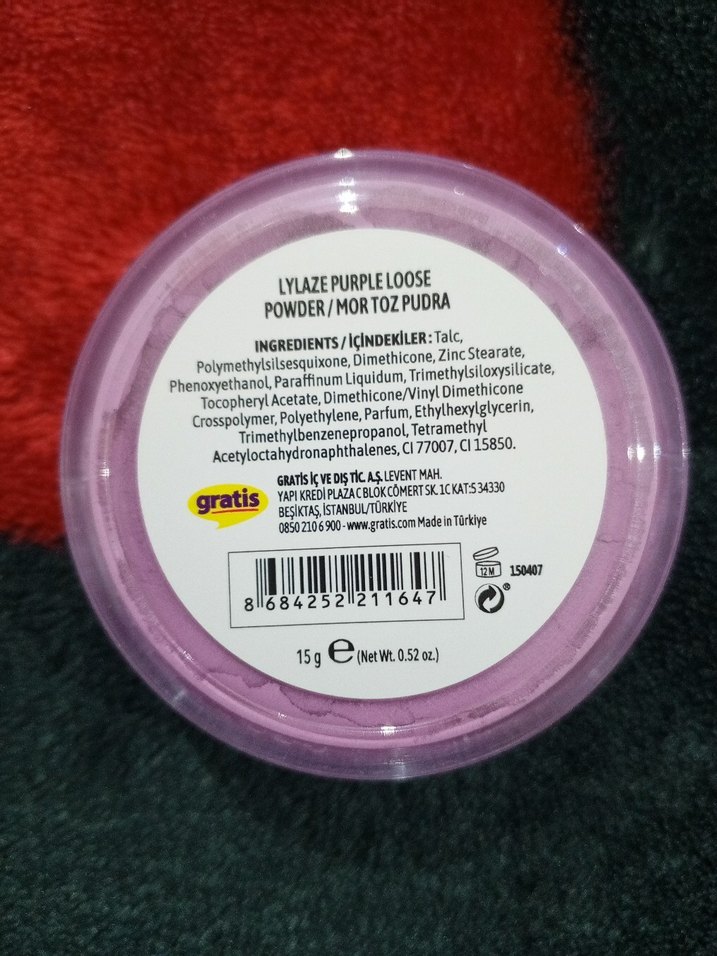 LYLAZE PURPLE LOOSE
POWDER / MOR TOZ PUDRA
INGREDIENTS / İÇİNDEKİLER : Talc,
Polymethylsilsesquixone, Dimethicone, Zinc Stearate,
Phenoxyethanol, Paraffinum Liquidum, Trimethylsiloxysilicate,
Tocopheryl Acetate, Dimethicone/Vinyl Dimethicone
Crosspolymer, Polyethylene, Parfum, Ethylhexylglycerin,
Trimethylbenzenepropanol, Tetramethyl
Acetyloctahydronaphthalenes, CI 77007, CI 15850.
gratis
GRATİS İÇ VE DIŞ TİC. A.Ş. LEVENT MAH.
YAPI KREDİ PLAZA C BLOK CÖMERT SK. 1C KAT:5 34330
BEŞİKTAŞ, İSTANBUL/TÜRKİYE
0850 210 6 900 - www.gratis.com Made in Türkiye
8 684252 211647
12 M
150407
15 g e (Net Wt. 0.52 oz.)